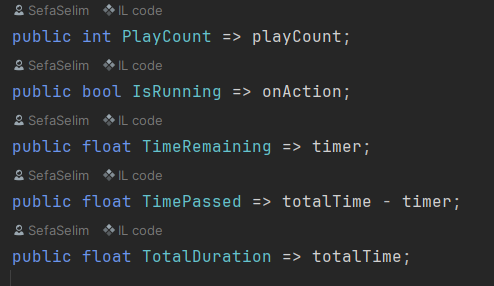 SefaSelim IL code
public int PlayCount => playCount;
SefaSelim IL code
public bool IsRunning => onAction;
SefaSelim IL code
public float TimeRemaining => timer;
SefaSelim IL code
public float TimePassed => totalTime - timer;
SefaSelim IL code
public float TotalDuration => totalTime;